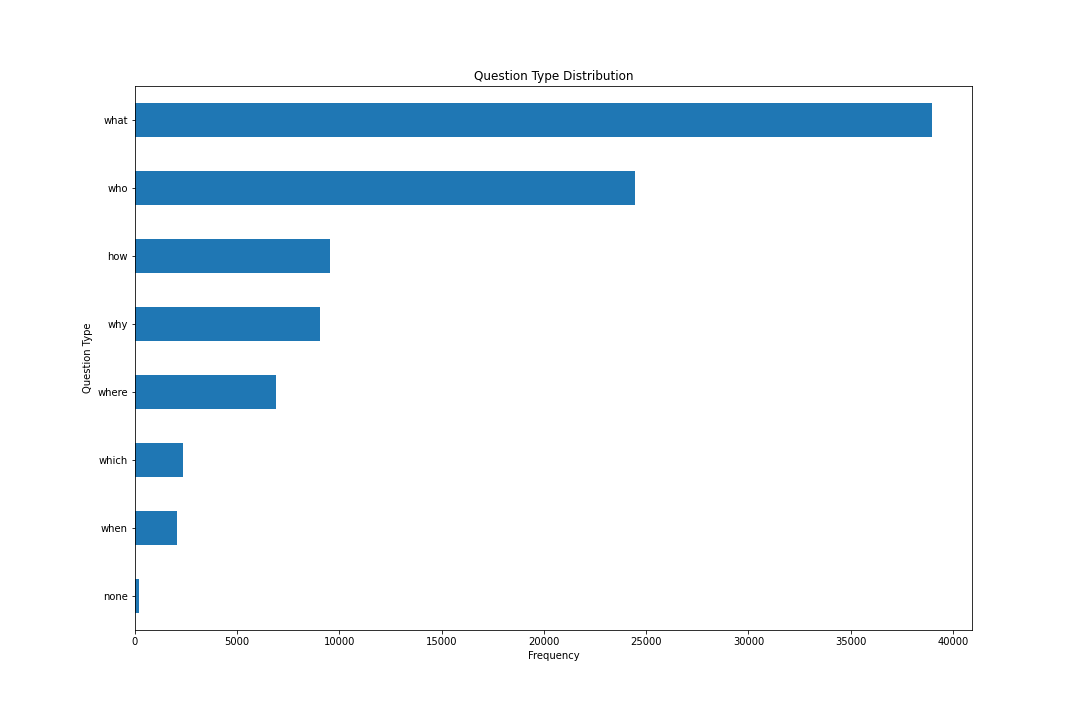 Question Type Distribution
what
who
how
why
where
which
when
none
Question Type
0 5000 10000 15000 20000 25000 30000 35000 40000
Frequency